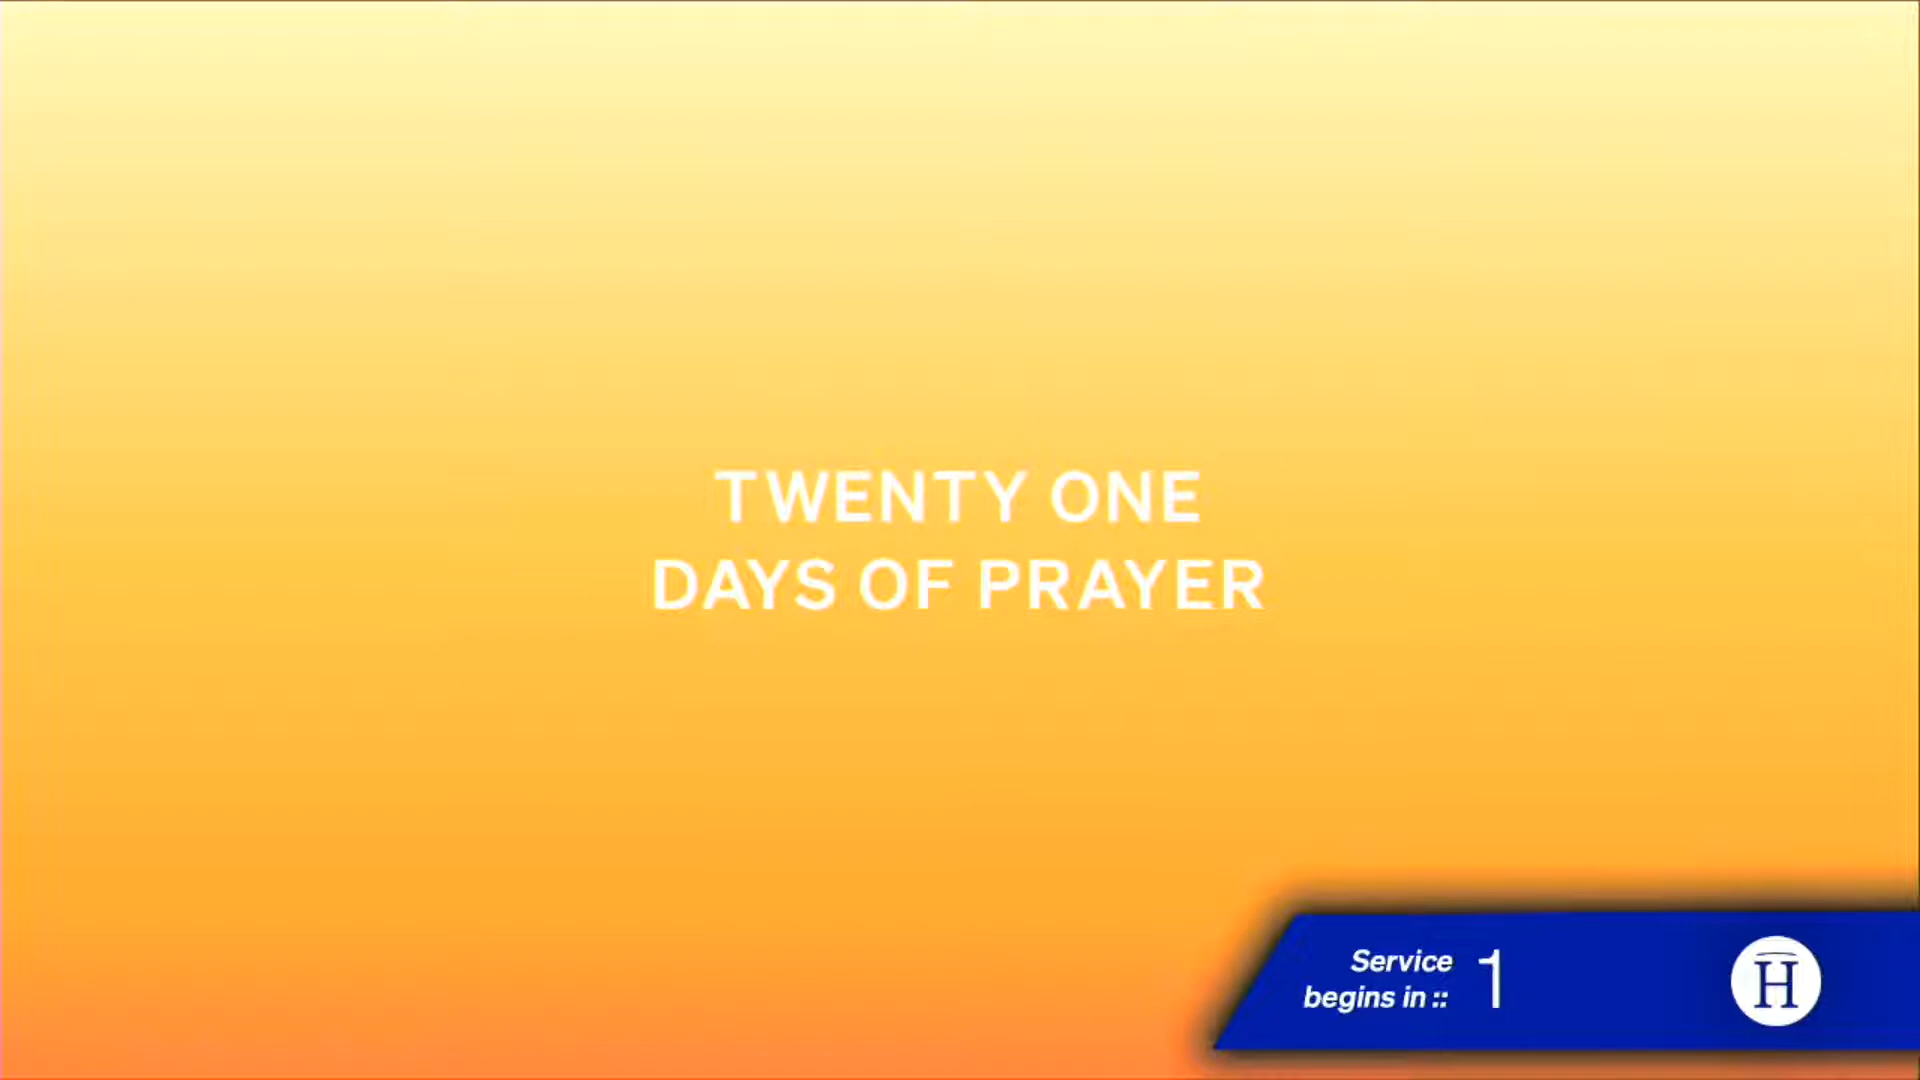 TWENTY ONE
DAYS OF PRAYER
Service
begins in ::
1
H